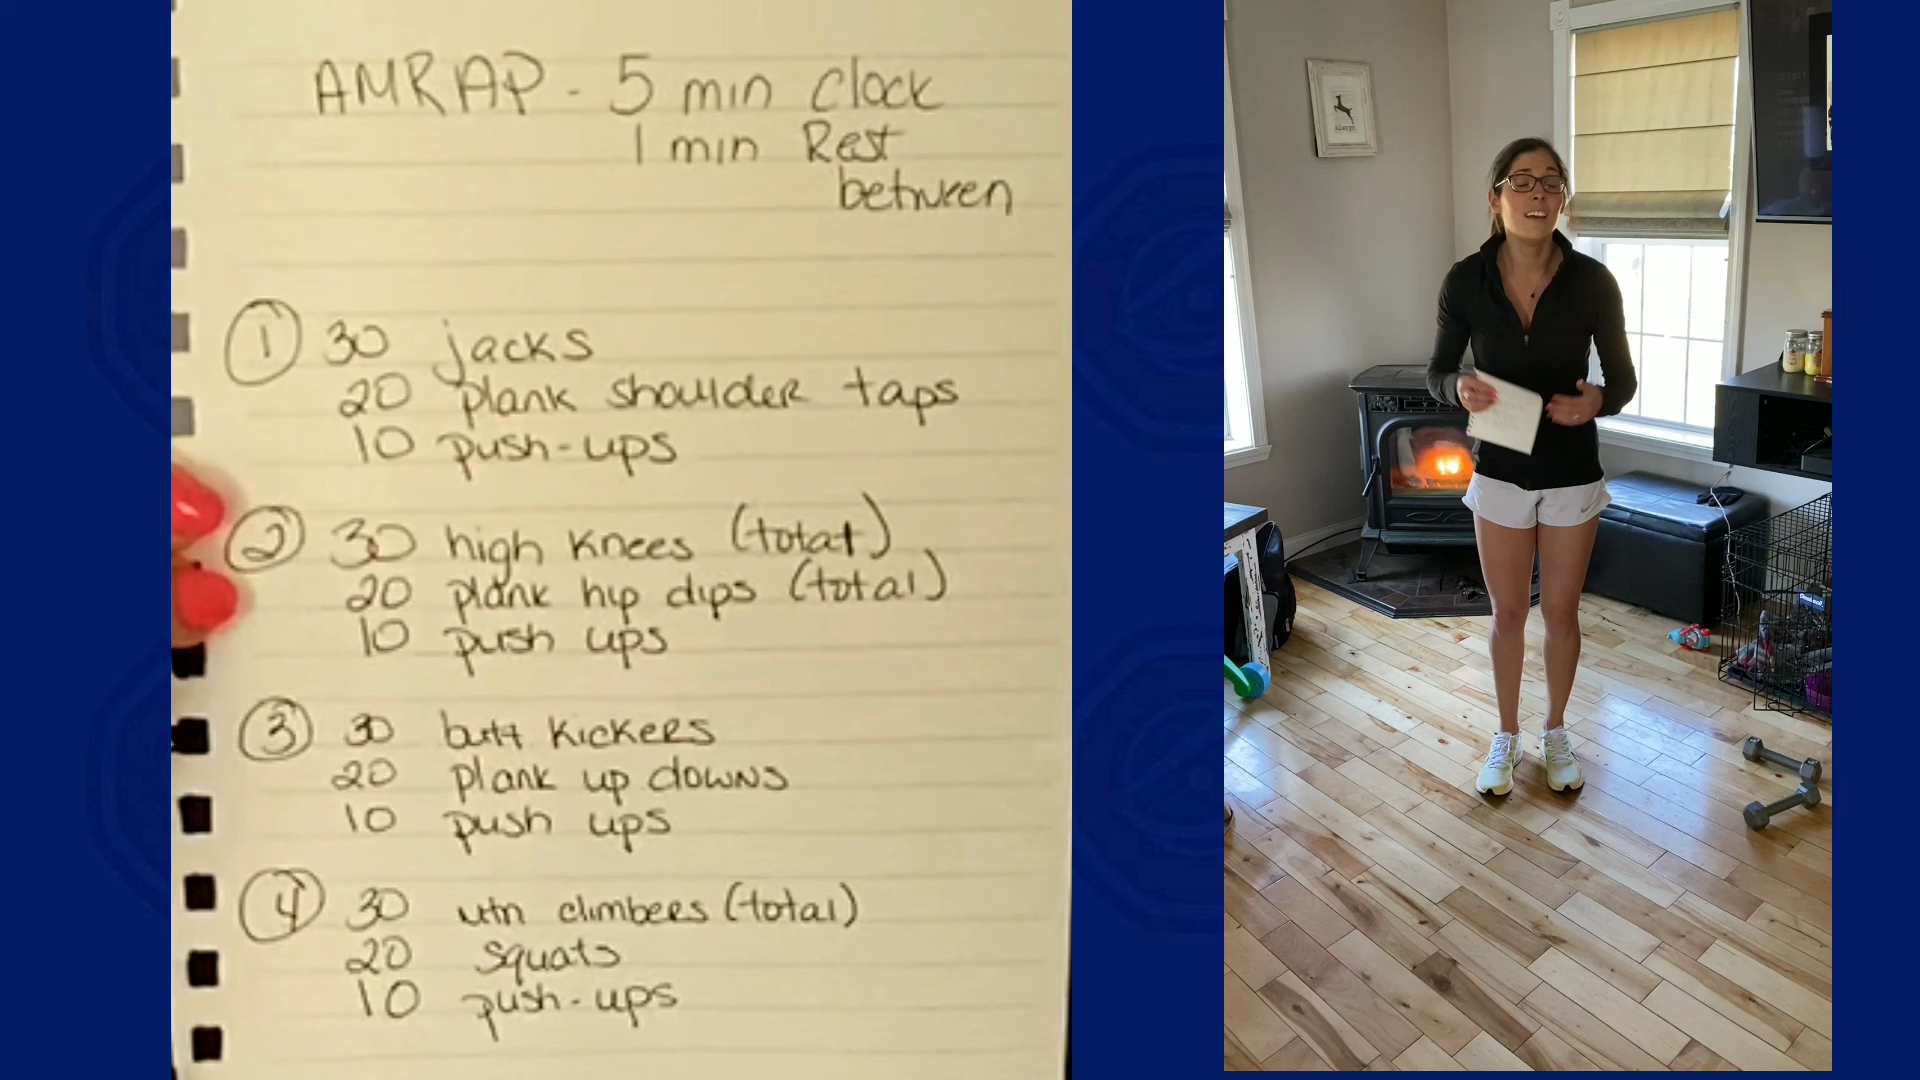 AMRAP - 5 min Clock
1 min Rest
between
① 30 jacks
20 plank shoulder taps
10 push-ups
② 30 high knees (total)
20 plank hip dips (total)
10 push ups
③ 30 butt kickers
20 plank up downs
10 push ups
④ 30 mtn climbers (total)
20 squats
10 push-ups